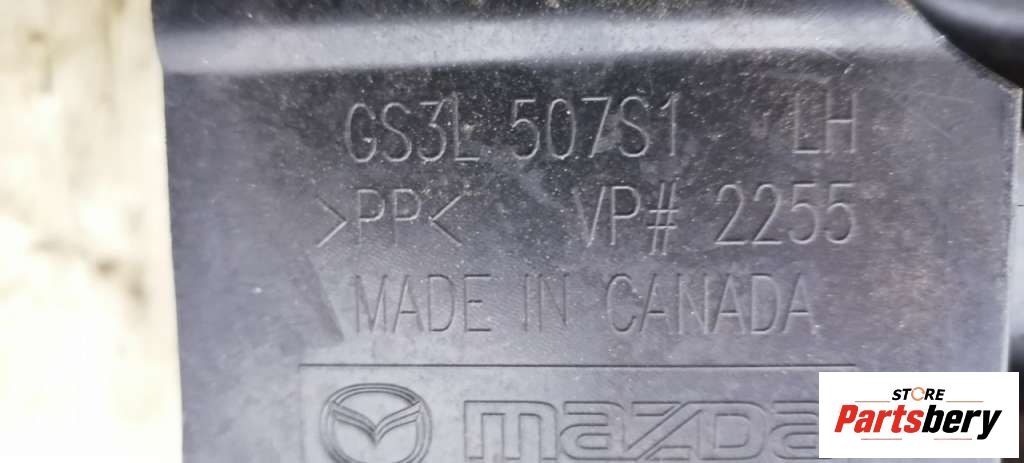 GS3L 507S1 LH
>PP< VP# 2255
MADE IN CANADA
mazda
STORE
Partsbery